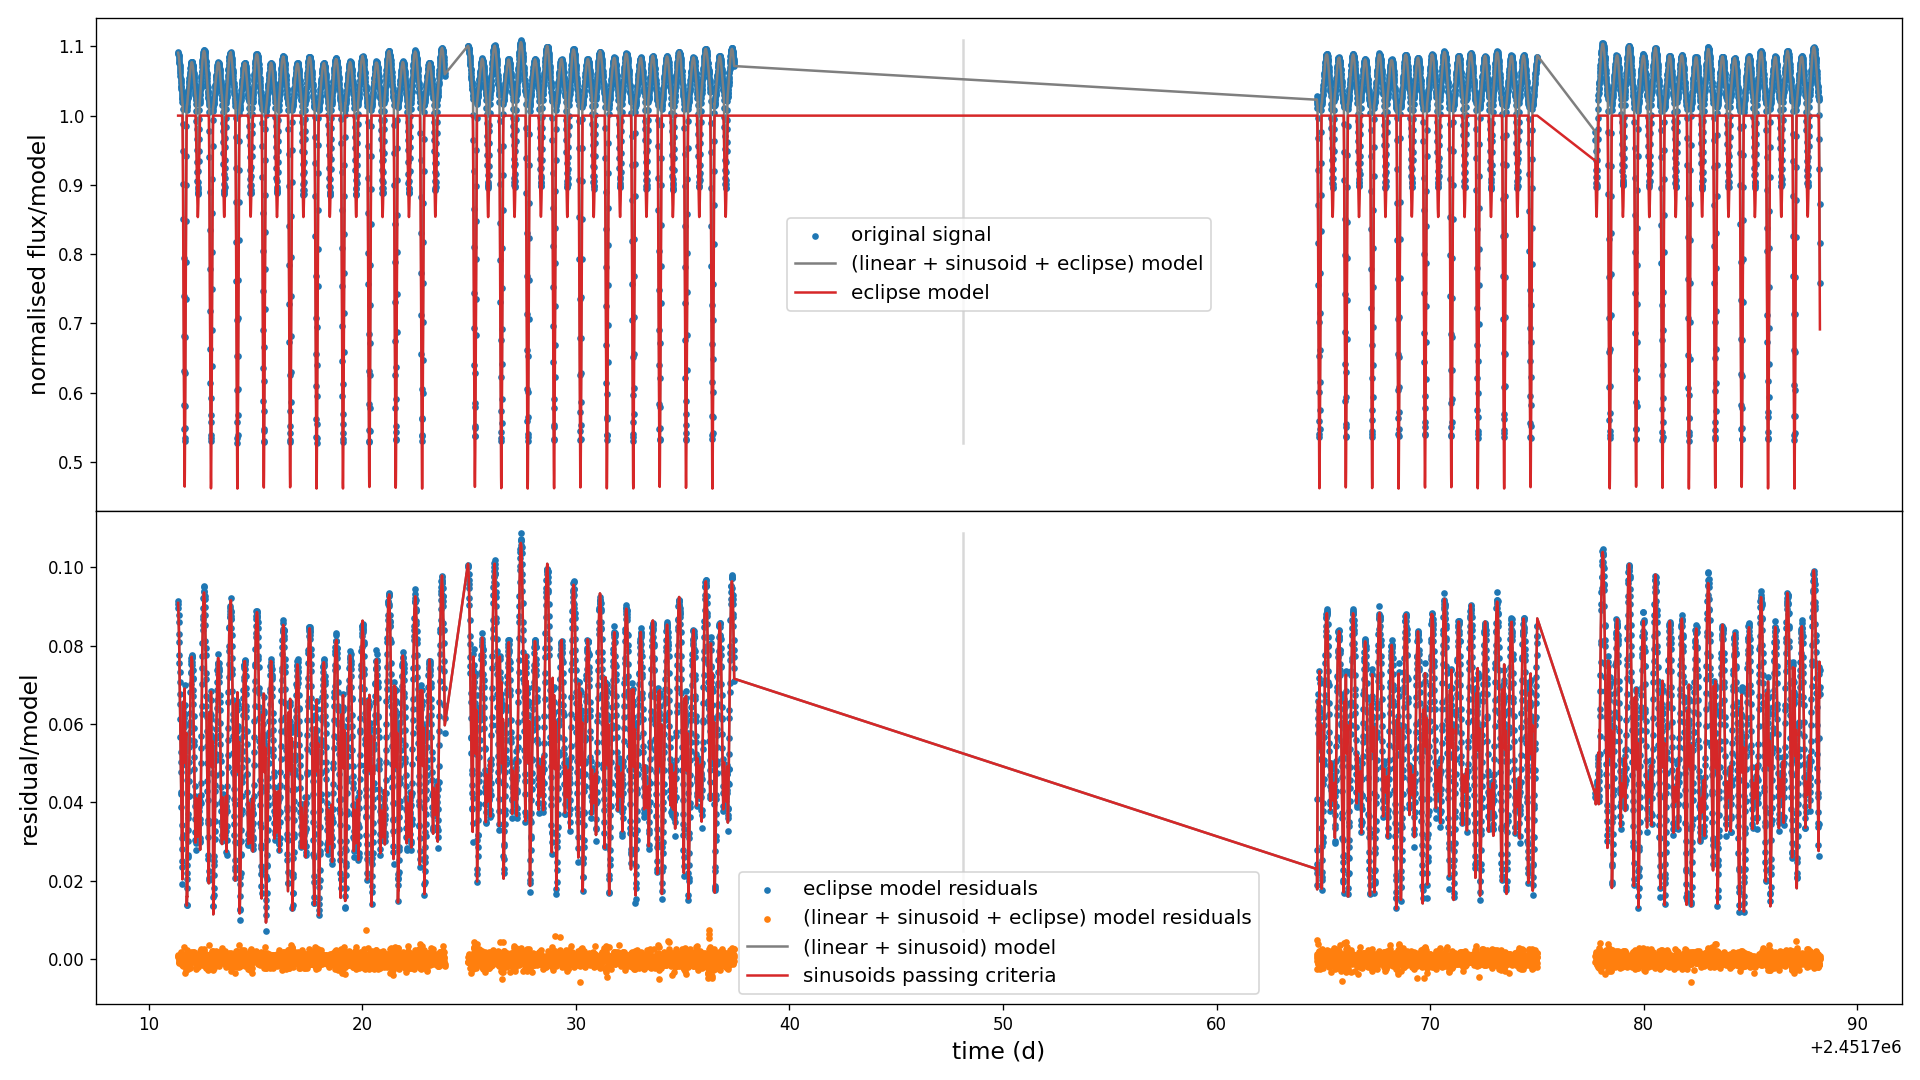 normalised flux/model
1.1
1.0
0.9
0.8
0.7
0.6
0.5
original signal
(linear + sinusoid + eclipse) model
eclipse model
residual/model
0.10
0.08
0.06
0.04
0.02
0.00
eclipse model residuals
(linear + sinusoid + eclipse) model residuals
(linear + sinusoid) model
sinusoids passing criteria
10 20 30 40 50 60 70 80 90
time (d)
+2.4517e6